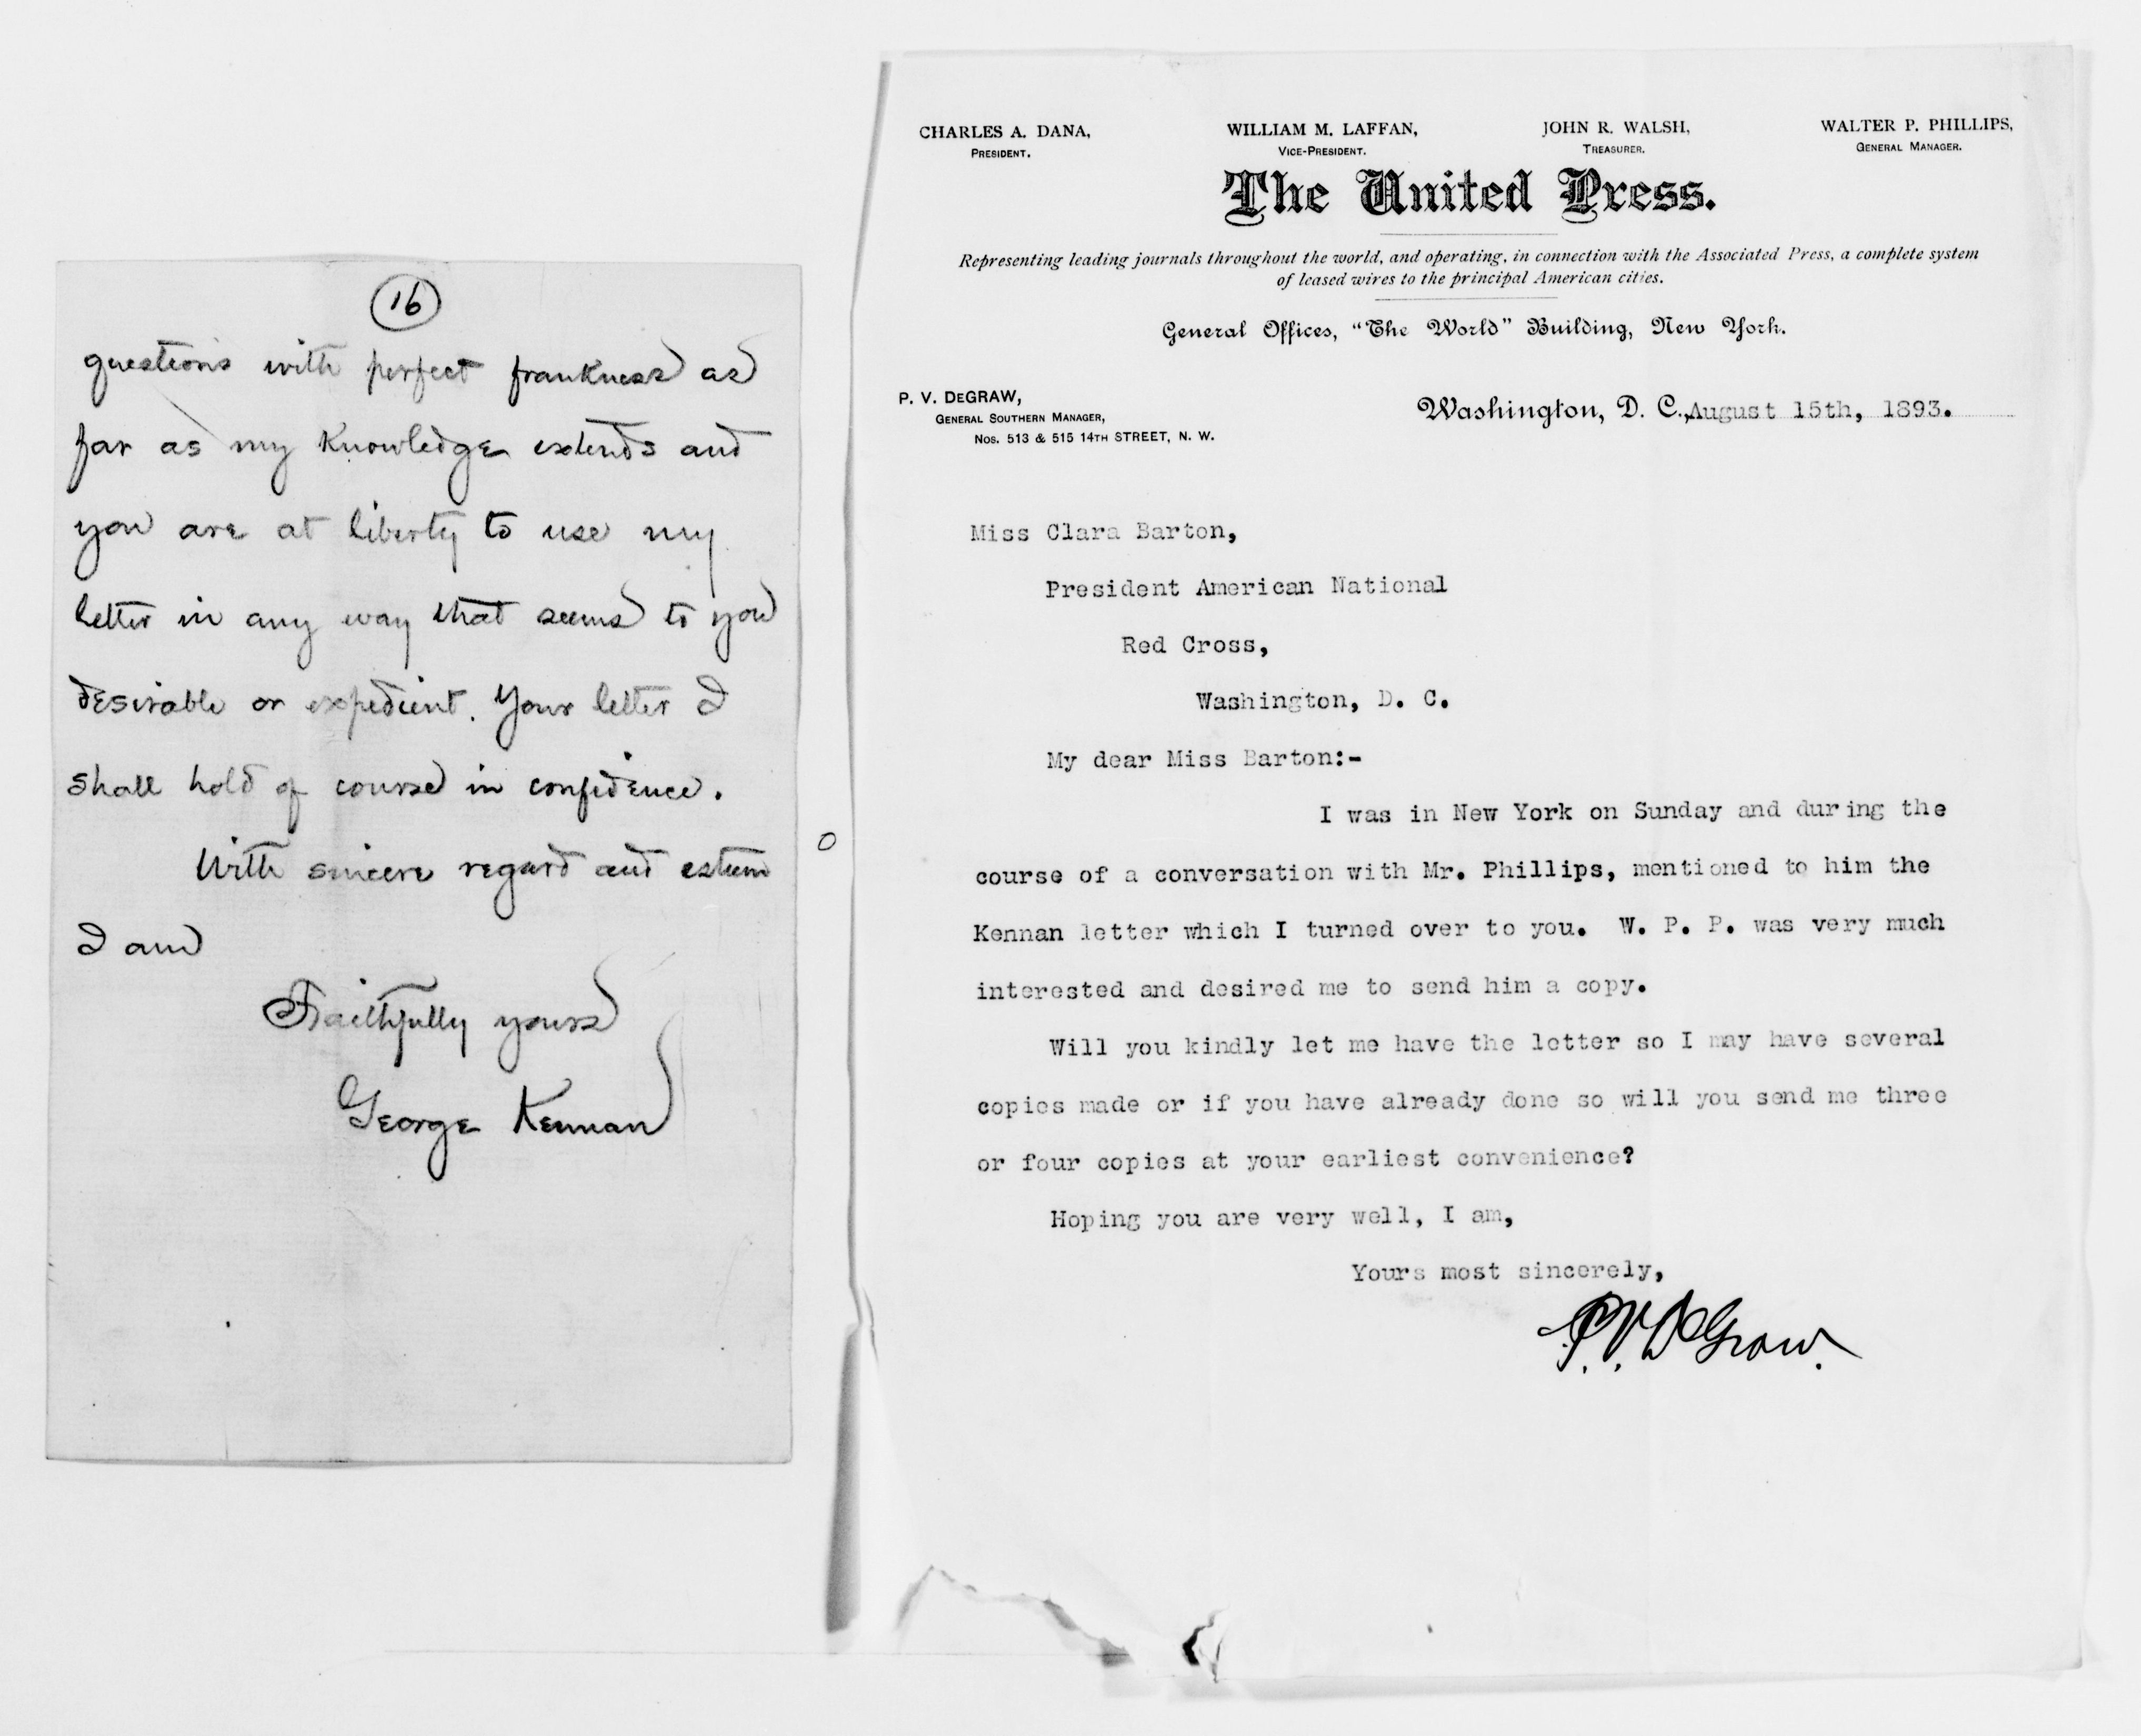 16
questions with perfect frankness as
far as my knowledge extends and
you are at liberty to use my
letter in any way that seems to you
desirable or expedient. Your letter I
shall hold of course in confidence.
With sincere regard and esteem
I am
Faithfully yours
George Kennan
CHARLES A. DANA, WILLIAM M. LAFFAN, JOHN R. WALSH, WALTER P. PHILLIPS,
PRESIDENT. VICE-PRESIDENT. TREASURER. GENERAL MANAGER.
The United Press.
Representing leading journals throughout the world, and operating, in connection with the Associated Press, a complete system
of leased wires to the principal American cities.
General Offices, "The World" Building, New York.
P. V. DEGRAW,
GENERAL SOUTHERN MANAGER,
NOS. 513 & 515 14TH STREET, N. W.
Washington, D. C., August 15th, 1893.
Miss Clara Barton,
President American National
Red Cross,
Washington, D. C.
My dear Miss Barton:-
I was in New York on Sunday and during the
course of a conversation with Mr. Phillips, mentioned to him the
Kennan letter which I turned over to you. W. P. P. was very much
interested and desired me to send him a copy.
Will you kindly let me have the letter so I may have several
copies made or if you have already done so will you send me three
or four copies at your earliest convenience?
Hoping you are very well, I am,
Yours most sincerely,
P. V. DeGraw.